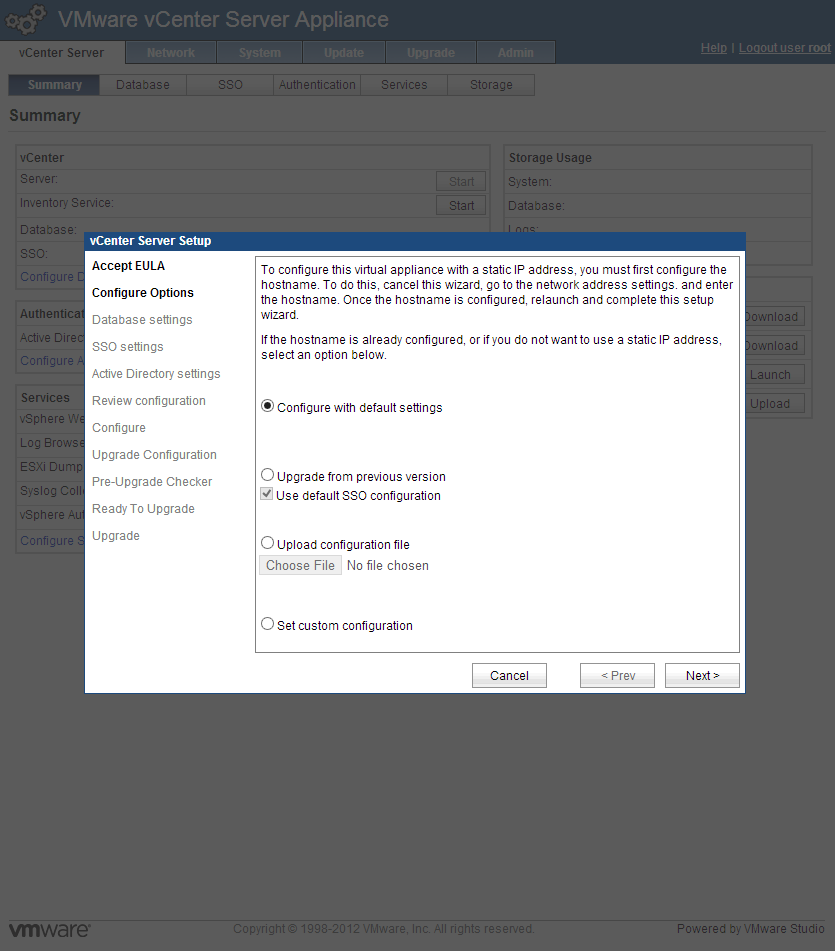 VMware vCenter Server Appliance
vCenter Server Network System Update Upgrade Admin
Help | Logout user root
Summary Database SSO Authentication Services Storage
Summary
vCenter
Server: Start
Inventory Service: Start
Database:
SSO:
Configure D
Storage Usage
System:
Database:
Logs:
Authenticat
Active Direct
Configure A
Services
vSphere We
Log Browse
ESXi Dump
Syslog Colle
vSphere Aut
Configure S
Download
Download
Launch
Upload
vCenter Server Setup
Accept EULA
Configure Options
Database settings
SSO settings
Active Directory settings
Review configuration
Configure
Upgrade Configuration
Pre-Upgrade Checker
Ready To Upgrade
Upgrade
To configure this virtual appliance with a static IP address, you must first configure the
hostname. To do this, cancel this wizard, go to the network address settings. and enter
the hostname. Once the hostname is configured, relaunch and complete this setup
wizard.
If the hostname is already configured, or if you do not want to use a static IP address,
select an option below.
Configure with default settings
Upgrade from previous version
Use default SSO configuration
Upload configuration file
Choose File No file chosen
Set custom configuration
Cancel < Prev Next >
vmware Copyright © 1998-2012 VMware, Inc. All rights reserved. Powered by VMware Studio